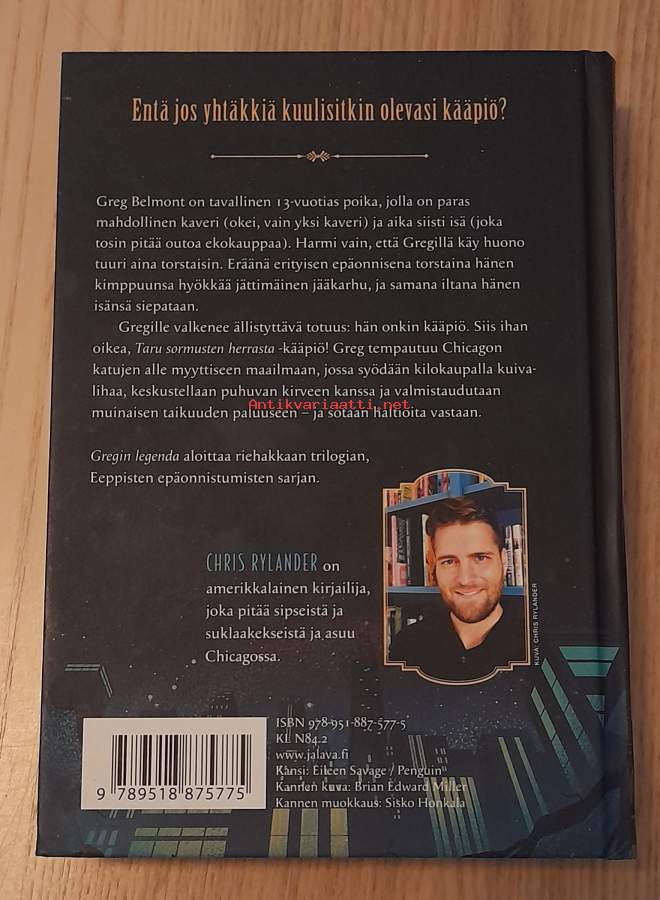 Entä jos yhtäkkiä kuulisitkin olevasi kääpiö?
Greg Belmont on tavallinen 13-vuotias poika, jolla on paras
mahdollinen kaveri (okei, vain yksi kaveri) ja aika siisti isä (joka
tosin pitää outoa ekokauppaa). Harmi vain, että Gregillä käy huono
tuuri aina torstaisin. Eräänä erityisen epäonnisena torstaina hänen
kimppuunsa hyökkää jättimäinen jääkarhu, ja samana iltana hänen
isänsä siepataan.
Gregille valkenee ällistyttävä totuus: hän onkin kääpiö. Siis ihan
oikea, Taru sormusten herrasta -kääpiö! Greg tempautuu Chicagon
katujen alle myyttiseen maailmaan, jossa syödään kilokaupalla kuiva-
lihaa, keskustellaan puhuvan kirveen kanssa ja valmistaudutaan
Antikvariaatti.net
muinaisen taikuuden paluuseen – ja sotaan haltioita vastaan.
Gregin legenda aloittaa riehakkaan trilogian,
Eeppisten epäonnistumisten sarjan.
CHRIS RYLANDER on
amerikkalainen kirjailija,
joka pitää sipseistä ja
suklaakekseistä ja asuu
Chicagossa.
KUVA: CHRIS RYLANDER
ISBN 978-951-887-577-5
KL N84.2
www.jalava.fi
Kansi: Eileen Savage / Penguin
Kannen kuva: Brian Edward Miller
Kannen muokkaus: Sisko Honkala
9 789518 875775